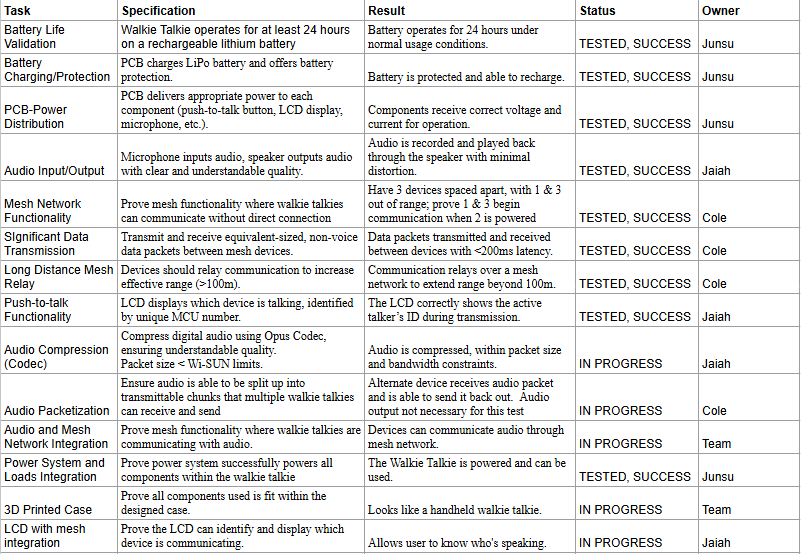 Task Specification Result Status Owner
Battery Life
Validation
Walkie Talkie operates for at least 24 hours
on a rechargeable lithium battery
Battery operates for 24 hours under
normal usage conditions.
TESTED, SUCCESS
Junsu
Battery
Charging/Protection
PCB charges LiPo battery and offers battery
protection.
Battery is protected and able to recharge.
TESTED, SUCCESS
Junsu
PCB-Power
Distribution
PCB delivers appropriate power to each
component (push-to-talk button, LCD display,
microphone, etc.).
Components receive correct voltage and
current for operation.
TESTED, SUCCESS
Junsu
Audio Input/Output
Microphone inputs audio, speaker outputs audio
with clear and understandable quality.
Audio is recorded and played back
through the speaker with minimal
distortion.
TESTED, SUCCESS
Jaiah
Mesh Network
Functionality
Prove mesh functionality where walkie talkies
can communicate without direct connection
Have 3 devices spaced apart, with 1 & 3
out of range; prove 1 & 3 begin
communication when 2 is powered
TESTED, SUCCESS
Cole
SIgnificant Data
Transmission
Transmit and receive equivalent-sized, non-voice
data packets between mesh devices.
Data packets transmitted and received
between devices with <200ms latency.
TESTED, SUCCESS
Cole
Long Distance Mesh
Relay
Devices should relay communication to increase
effective range (>100m).
Communication relays over a mesh
network to extend range beyond 100m.
TESTED, SUCCESS
Cole
Push-to-talk
Functionality
LCD displays which device is talking, identified
by unique MCU number.
The LCD correctly shows the active
talker's ID during transmission.
TESTED, SUCCESS
Jaiah
Audio Compression
(Codec)
Compress digital audio using Opus Codec,
ensuring understandable quality.
Packet size < Wi-SUN limits.
Audio is compressed, within packet size
and bandwidth constraints.
IN PROGRESS
Jaiah
Audio Packetization
Ensure audio is able to be split up into
transmittable chunks that multiple walkie talkies
can receive and send
Alternate device receives audio packet
and is able to send it back out. Audio
output not necessary for this test
IN PROGRESS
Cole
Audio and Mesh
Network Integration
Prove mesh functionality where walkie talkies are
communicating with audio.
Devices can communicate audio through
mesh network.
IN PROGRESS
Team
Power System and
Loads Integration
Prove power system successfully powers all
components within the walkie talkie
The Walkie Talkie is powered and can be
used.
TESTED, SUCCESS
Junsu
3D Printed Case
Prove all components used is fit within the
designed case.
Looks like a handheld walkie talkie.
IN PROGRESS
Team
LCD with mesh
integration
Prove the LCD can identify and display which
device is communicating.
Allows user to know who's speaking.
IN PROGRESS
Jaiah